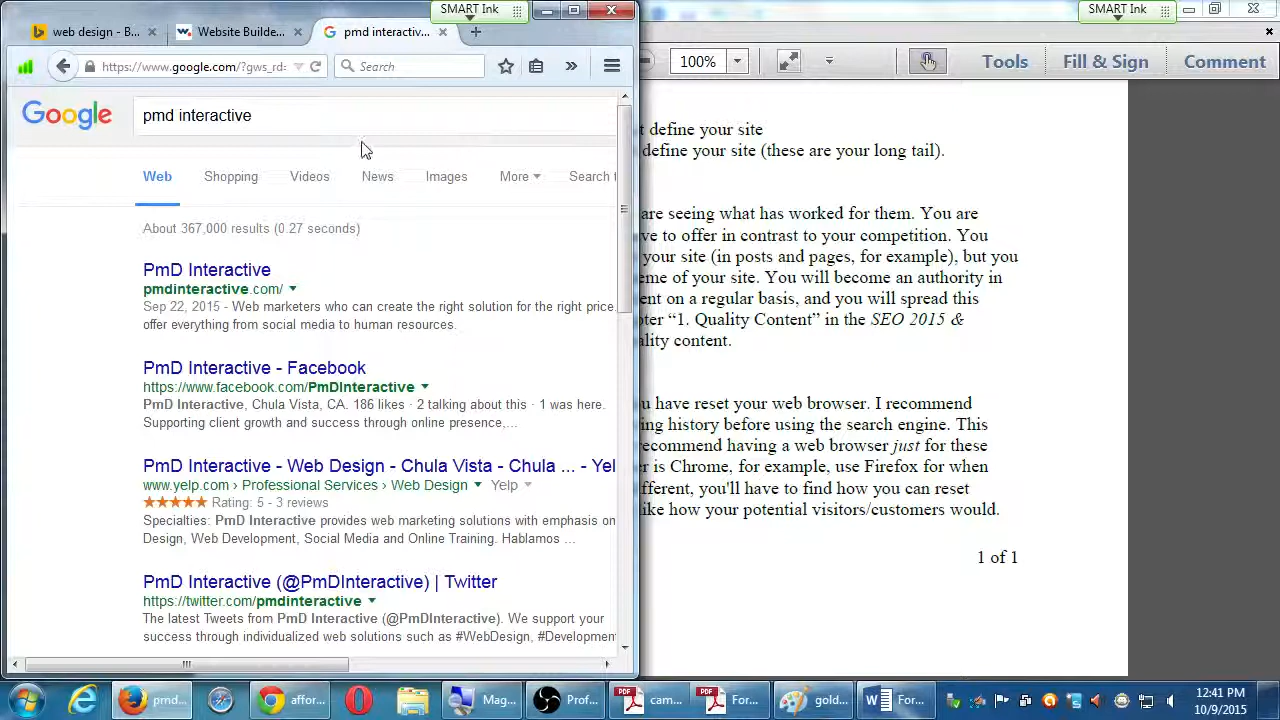 SMART Ink
SMART Ink
web design - B...
Website Builde...
pmd interactiv...
https://www.google.com/?gws_rd=
Search
100%
Tools
Fill & Sign
Comment
Google
pmd interactive
Web
Shopping
Videos
News
Images
More
Search t
About 367,000 results (0.27 seconds)
PmD Interactive
pmdinteractive.com/
Sep 22, 2015 - Web marketers who can create the right solution for the right price.
offer everything from social media to human resources.
PmD Interactive - Facebook
https://www.facebook.com/PmDInteractive
PmD Interactive, Chula Vista, CA. 186 likes · 2 talking about this · 1 was here.
Supporting client growth and success through online presence,...
PmD Interactive - Web Design - Chula Vista - Chula ... - Yel
www.yelp.com › Professional Services › Web Design Yelp
Rating: 5 - 3 reviews
Specialties: PmD Interactive provides web marketing solutions with emphasis on
Design, Web Development, Social Media and Online Training. Hablamos ...
PmD Interactive (@PmDInteractive) | Twitter
https://twitter.com/pmdinteractive
The latest Tweets from PmD Interactive (@PmDInteractive). We support your
success through individualized web solutions such as #WebDesign, #Developmen
t define your site
define your site (these are your long tail).
are seeing what has worked for them. You are
ve to offer in contrast to your competition. You
your site (in posts and pages, for example), but you
eme of your site. You will become an authority in
ent on a regular basis, and you will spread this
pter “1. Quality Content” in the SEO 2015 &
ality content.
u have reset your web browser. I recommend
ing history before using the search engine. This
recommend having a web browser just for these
er is Chrome, for example, use Firefox for when
fferent, you'll have to find how you can reset
like how your potential visitors/customers would.
1 of 1
pmd...
affor...
Mag...
Prof...
cam...
For...
gold...
For...
12:41 PM
10/9/2015